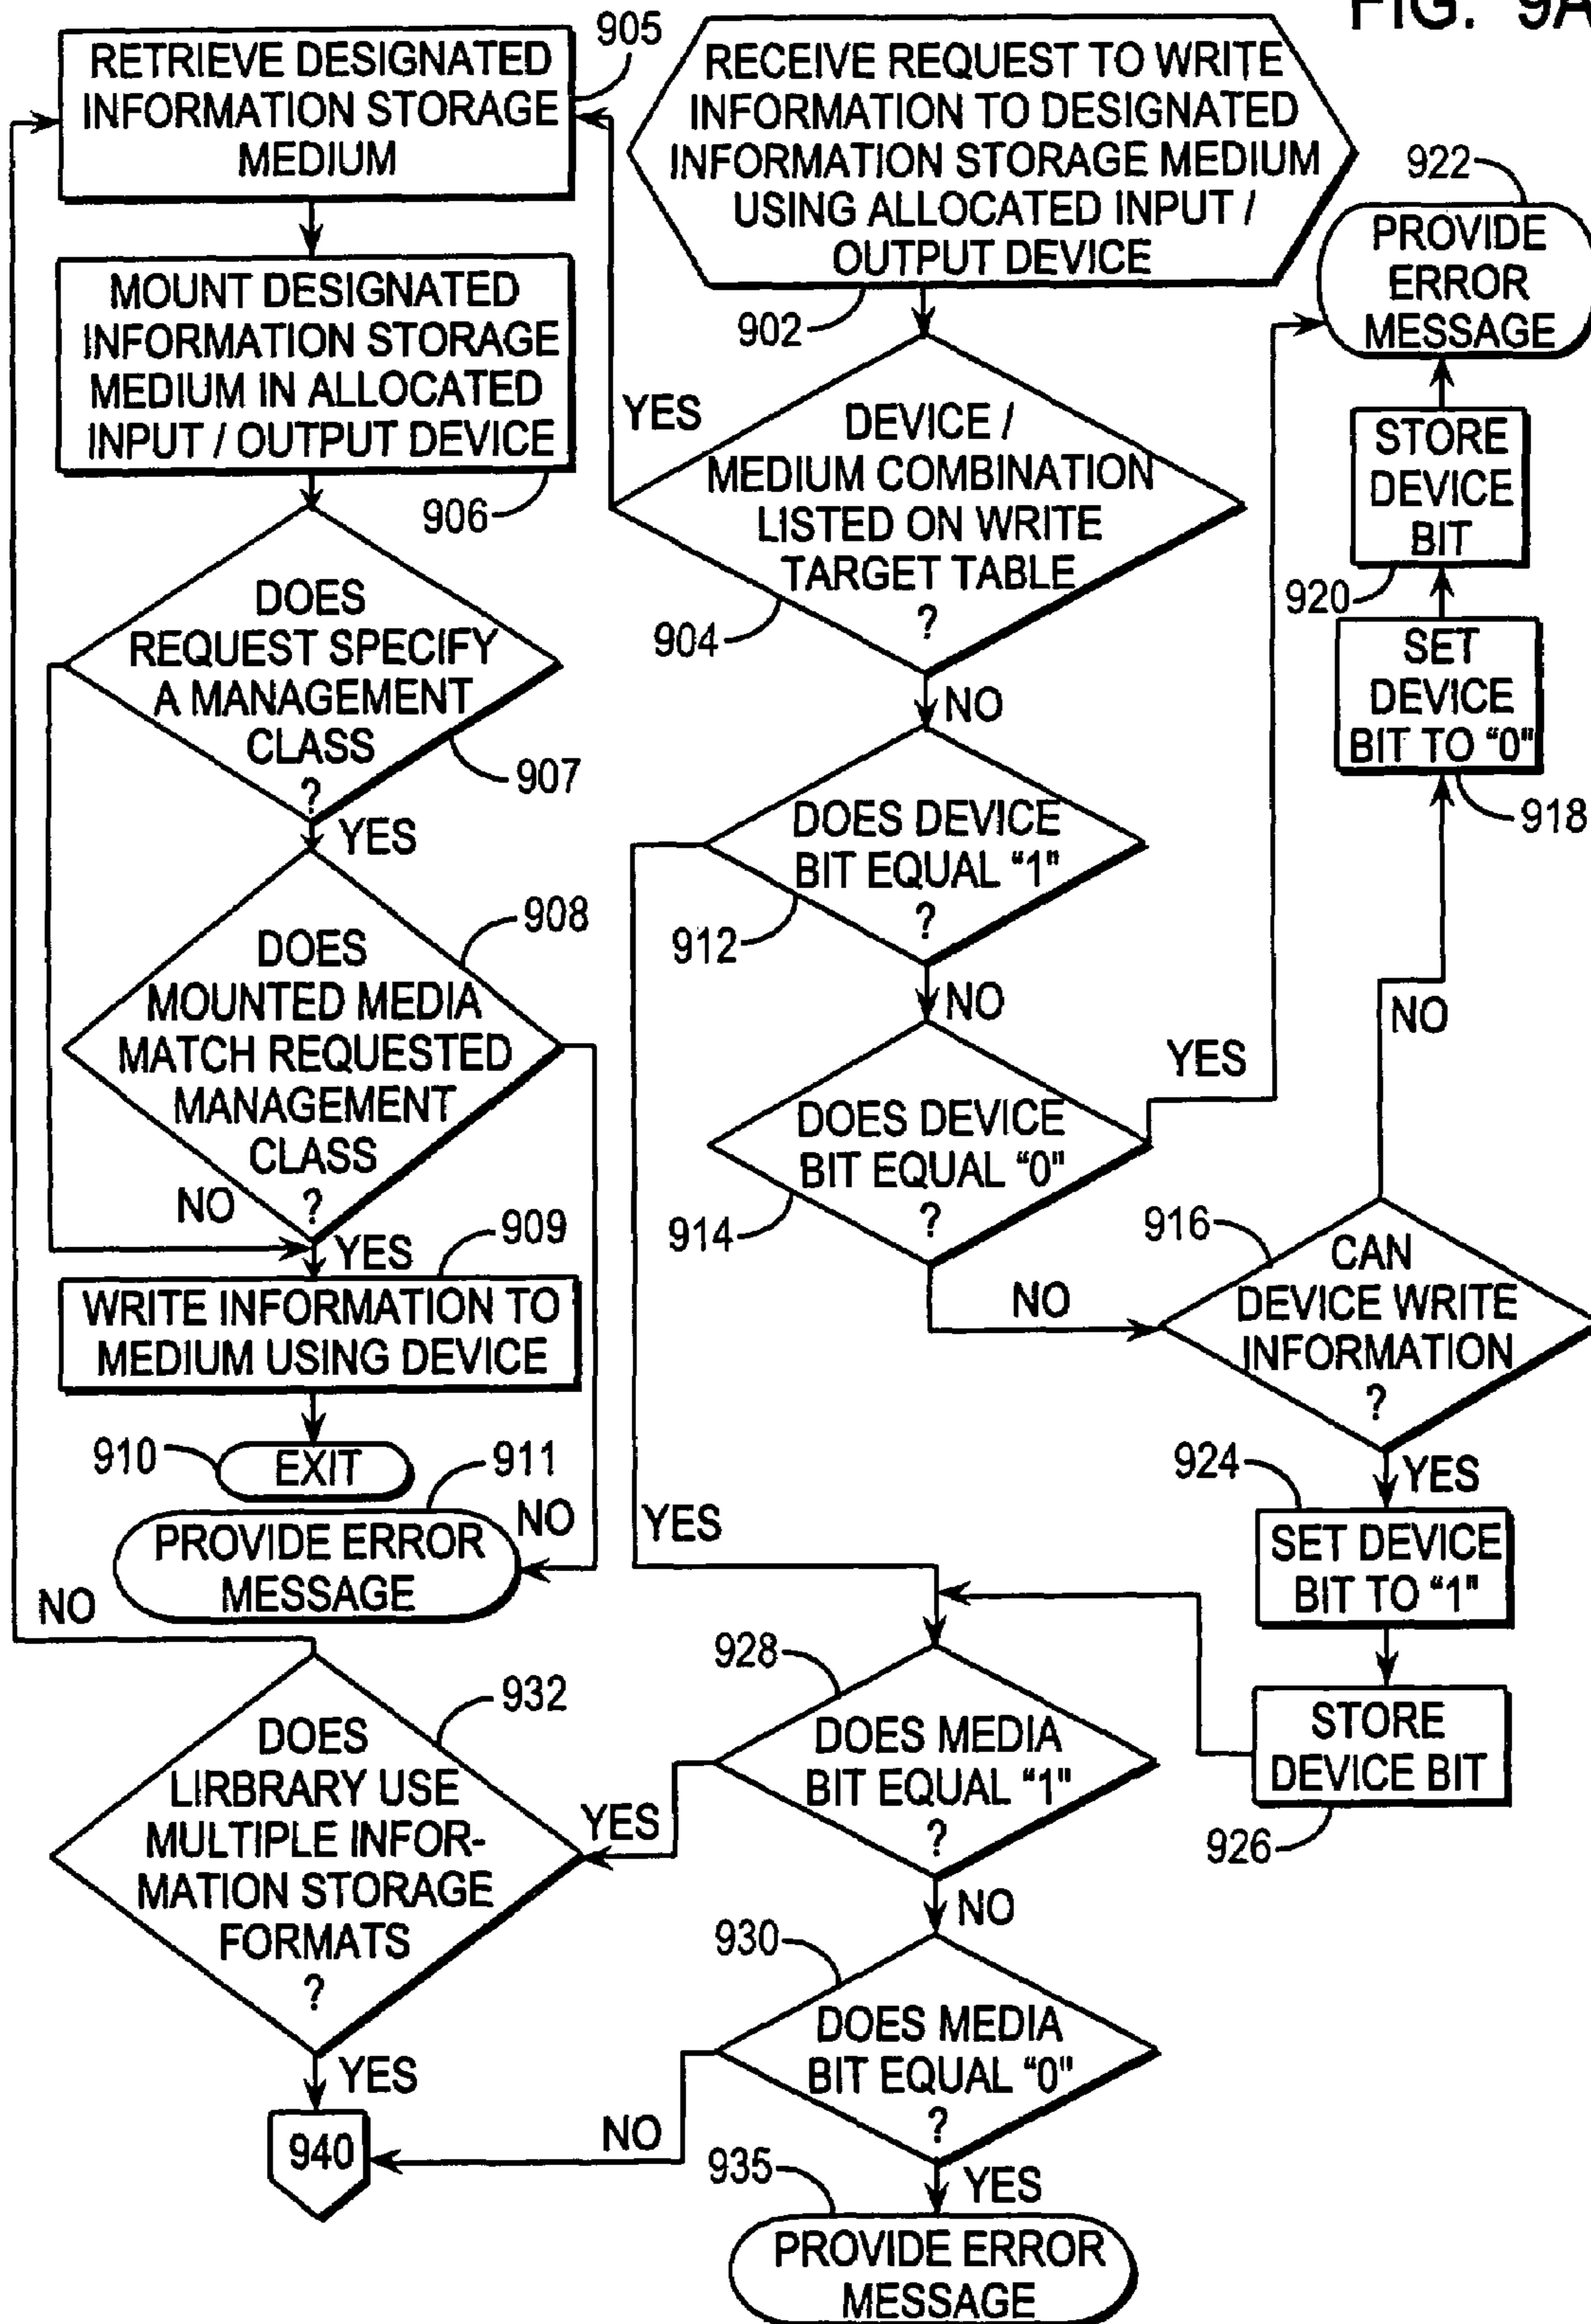 FIG. 9A
905
RETRIEVE DESIGNATED
INFORMATION STORAGE
MEDIUM
RECEIVE REQUEST TO WRITE
INFORMATION TO DESIGNATED
INFORMATION STORAGE MEDIUM
USING ALLOCATED INPUT /
OUTPUT DEVICE
902
922
PROVIDE
ERROR
MESSAGE
MOUNT DESIGNATED
INFORMATION STORAGE
MEDIUM IN ALLOCATED
INPUT / OUTPUT DEVICE
906
YES
DEVICE /
MEDIUM COMBINATION
LISTED ON WRITE
TARGET TABLE
?
904
NO
STORE
DEVICE
BIT
920
SET
DEVICE
BIT TO “0”
918
DOES
REQUEST SPECIFY
A MANAGEMENT
CLASS
?
907
YES
DOES DEVICE
BIT EQUAL “1”
?
912
NO
908
DOES
MOUNTED MEDIA
MATCH REQUESTED
MANAGEMENT
CLASS
?
NO
YES
DOES DEVICE
BIT EQUAL “0”
?
914
YES
NO
NO
916
CAN
DEVICE WRITE
INFORMATION
?
YES
909
WRITE INFORMATION TO
MEDIUM USING DEVICE
910
EXIT
911
PROVIDE ERROR
MESSAGE
NO
YES
924
SET DEVICE
BIT TO “1”
STORE
DEVICE BIT
926
NO
932
DOES
LIRBRARY USE
MULTIPLE INFOR-
MATION STORAGE
FORMATS
?
YES
940
928
DOES MEDIA
BIT EQUAL “1”
?
YES
NO
930
DOES MEDIA
BIT EQUAL “0”
?
NO
YES
935
PROVIDE ERROR
MESSAGE